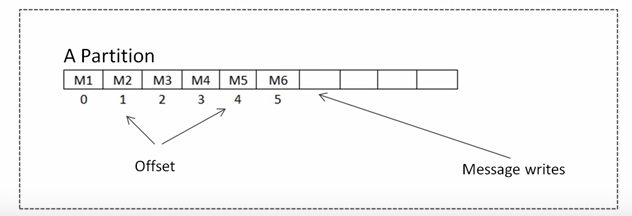 A Partition
M1 M2 M3 M4 M5 M6
0 1 2 3 4 5
Offset
Message writes